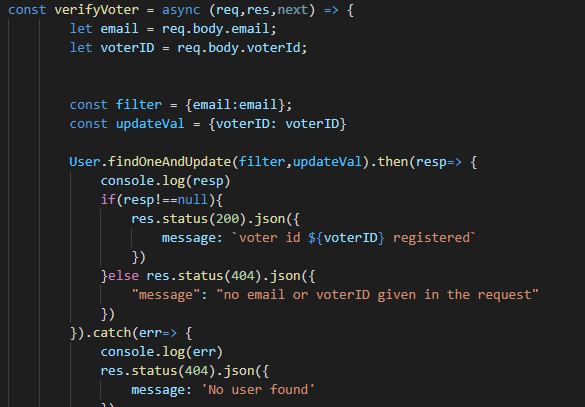 const verifyVoter = async (req,res,next) => {
let email = req.body.email;
let voterID = req.body.voterId;
const filter = {email:email};
const updateVal = {voterID: voterID}
User.findOneAndUpdate(filter,updateVal).then(resp=> {
console.log(resp)
if(resp!==null){
res.status(200).json({
message: `voter id ${voterID} registered`
})
}else res.status(404).json({
"message": "no email or voterID given in the request"
})
}).catch(err=> {
console.log(err)
res.status(404).json({
message: 'No user found'
})